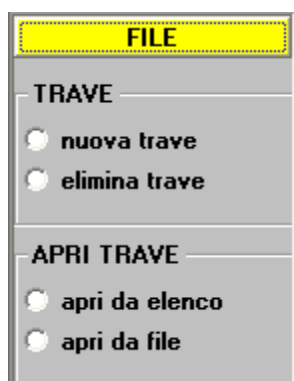 FILE
TRAVE
nuova trave
elimina trave
APRI TRAVE
apri da elenco
apri da file